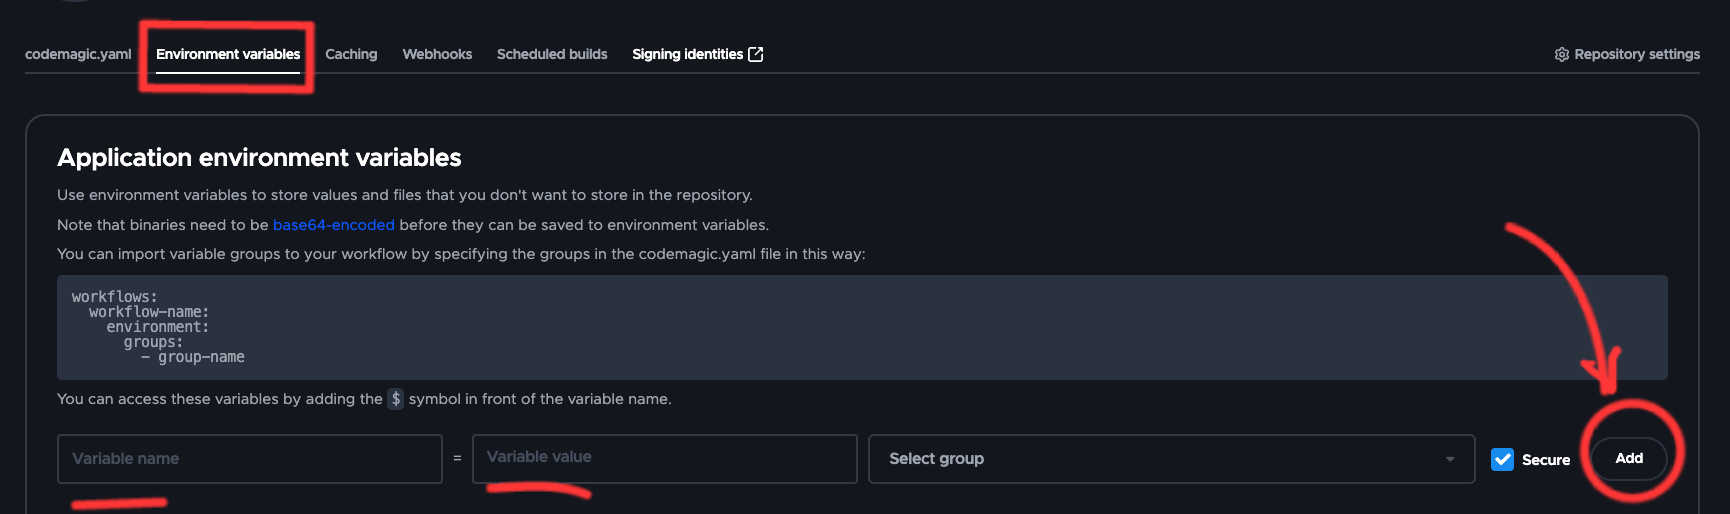 codemagic.yaml Environment variables Caching Webhooks Scheduled builds Signing identities Repository settings
Application environment variables
Use environment variables to store values and files that you don't want to store in the repository.
Note that binaries need to be base64-encoded before they can be saved to environment variables.
You can import variable groups to your workflow by specifying the groups in the codemagic.yaml file in this way:
workflows:
workflow-name:
environment:
groups:
- group-name
You can access these variables by adding the $ symbol in front of the variable name.
Variable name = Variable value Select group Secure Add